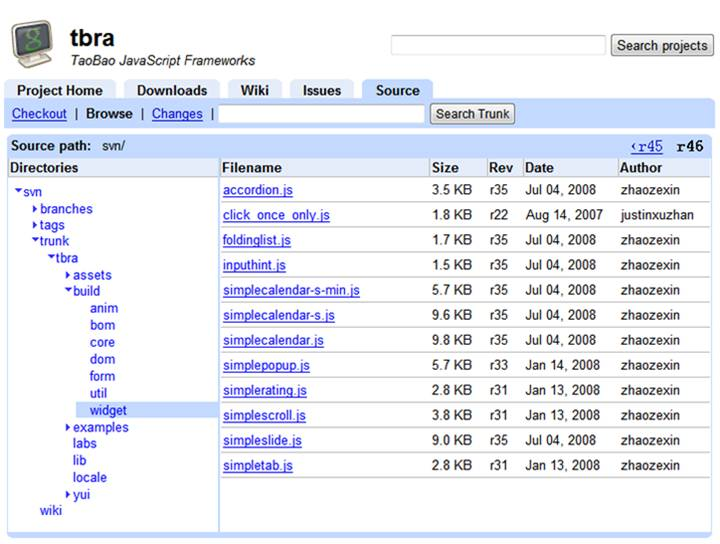 tbra
TaoBao JavaScript Frameworks
Search projects
Project Home Downloads Wiki Issues Source
Checkout | Browse | Changes | Search Trunk
Source path: svn/ ‹r45 r46
Directories
svn
branches
tags
trunk
tbra
assets
build
anim
bom
core
dom
form
util
widget
examples
labs
lib
locale
yui
wiki
Filename Size Rev Date Author
accordion.js 3.5 KB r35 Jul 04, 2008 zhaozexin
click_once_only.js 1.8 KB r22 Aug 14, 2007 justinxuzhan
foldinglist.js 1.7 KB r35 Jul 04, 2008 zhaozexin
inputhint.js 1.5 KB r35 Jul 04, 2008 zhaozexin
simplecalendar-s-min.js 5.7 KB r35 Jul 04, 2008 zhaozexin
simplecalendar-s.js 9.6 KB r35 Jul 04, 2008 zhaozexin
simplecalendar.js 9.8 KB r35 Jul 04, 2008 zhaozexin
simplepopup.js 5.7 KB r33 Jan 14, 2008 zhaozexin
simplerating.js 2.8 KB r31 Jan 13, 2008 zhaozexin
simplescroll.js 3.8 KB r31 Jan 13, 2008 zhaozexin
simpleslide.js 9.0 KB r35 Jul 04, 2008 zhaozexin
simpletab.js 2.8 KB r31 Jan 13, 2008 zhaozexin